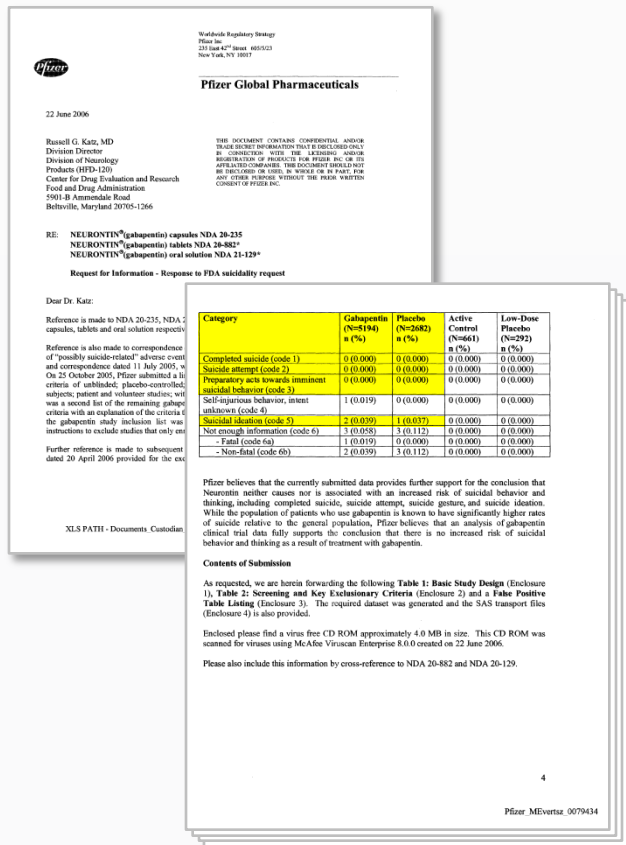 Pfizer
Worldwide Regulatory Strategy
Pfizer Inc
235 East 42nd Street 605/5/23
New York, NY 10017
Pfizer Global Pharmaceuticals
22 June 2006
Russell G. Katz, MD
Division Director
Division of Neurology
Products (HFD-120)
Center for Drug Evaluation and Research
Food and Drug Administration
5901-B Ammendale Road
Beltsville, Maryland 20705-1266
THIS DOCUMENT CONTAINS CONFIDENTIAL AND/OR
TRADE SECRET INFORMATION THAT IS DISCLOSED ONLY
IN CONNECTION WITH THE LICENSING AND/OR
REGISTRATION OF PRODUCTS FOR PFIZER INC OR ITS
AFFILIATED COMPANIES. THIS DOCUMENT SHOULD NOT
BE DISCLOSED OR USED, IN WHOLE OR IN PART, FOR
ANY OTHER PURPOSE WITHOUT THE PRIOR WRITTEN
CONSENT OF PFIZER INC.
RE: NEURONTIN®(gabapentin) capsules NDA 20-235
NEURONTIN®(gabapentin) tablets NDA 20-882*
NEURONTIN®(gabapentin) oral solution NDA 21-129*
Request for Information - Response to FDA suicidality request
Dear Dr. Katz:
Reference is made to NDA 20-235, NDA 2
capsules, tablets and oral solution respectiv
Reference is also made to correspondence
of "possibly suicide-related" adverse event
and correspondence dated 11 July 2005, w
On 25 October 2005, Pfizer submitted a li
criteria of unblinded; placebo-controlled;
subjects; patient and volunteer studies; wit
was a second list of the remaining gabape
criteria with an explanation of the criteria t
the gabapentin study inclusion list was
instructions to exclude studies that only en
Further reference is made to subsequent
dated 20 April 2006 provided for the exc
XLS PATH - Documents_Custodian
Category Gabapentin (N=5194) n (%) Placebo (N=2682) n (%) Active Control (N=661) n (%) Low-Dose Placebo (N=292) n (%)
Completed suicide (code 1) 0 (0.000) 0 (0.000) 0 (0.000) 0 (0.000)
Suicide attempt (code 2) 0 (0.000) 0 (0.000) 0 (0.000) 0 (0.000)
Preparatory acts towards imminent suicidal behavior (code 3) 0 (0.000) 0 (0.000) 0 (0.000) 0 (0.000)
Self-injurious behavior, intent unknown (code 4) 1 (0.019) 0 (0.000) 0 (0.000) 0 (0.000)
Suicidal ideation (code 5) 2 (0.039) 1 (0.037) 0 (0.000) 0 (0.000)
Not enough information (code 6) 3 (0.058) 3 (0.112) 0 (0.000) 0 (0.000)
- Fatal (code 6a) 1 (0.019) 0 (0.000) 0 (0.000) 0 (0.000)
- Non-fatal (code 6b) 2 (0.039) 3 (0.112) 0 (0.000) 0 (0.000)
Pfizer believes that the currently submitted data provides further support for the conclusion that
Neurontin neither causes nor is associated with an increased risk of suicidal behavior and
thinking, including completed suicide, suicide attempt, suicide gesture, and suicide ideation.
While the population of patients who use gabapentin is known to have significantly higher rates
of suicide relative to the general population, Pfizer believes that an analysis of gabapentin
clinical trial data fully supports the conclusion that there is no increased risk of suicidal
behavior and thinking as a result of treatment with gabapentin.
Contents of Submission
As requested, we are herein forwarding the following Table 1: Basic Study Design (Enclosure
1), Table 2: Screening and Key Exclusionary Criteria (Enclosure 2) and a False Positive
Table Listing (Enclosure 3). The required dataset was generated and the SAS transport files
(Enclosure 4) is also provided.
Enclosed please find a virus free CD ROM approximately 4.0 MB in size. This CD ROM was
scanned for viruses using McAfee Viruscan Enterprise 8.0.0 created on 22 June 2006.
Please also include this information by cross-reference to NDA 20-882 and NDA 20-129.
4
Pfizer_MEvertsz_0079434